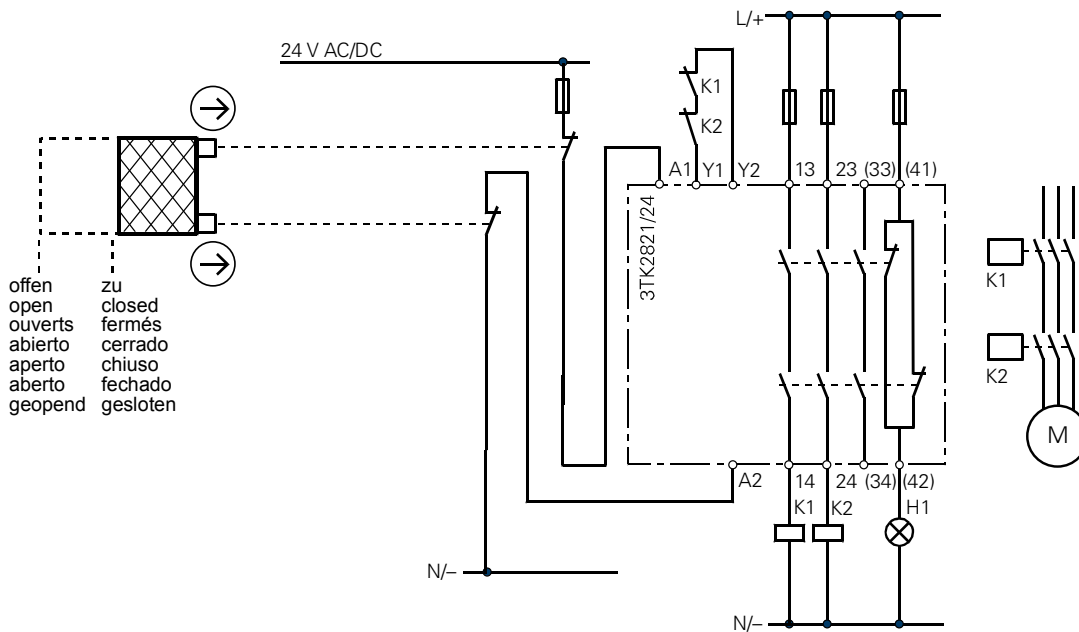 L/+
24 V AC/DC
K1
K2
A1 Y1 Y2 13 23 (33) (41)
3TK2821/24
offen zu
open closed
ouverts fermés
abierto cerrado
aperto chiuso
aberto fechado
geopend gesloten
K1
K2
M
A2 14 24 (34) (42)
K1 K2 H1
N/–
N/–